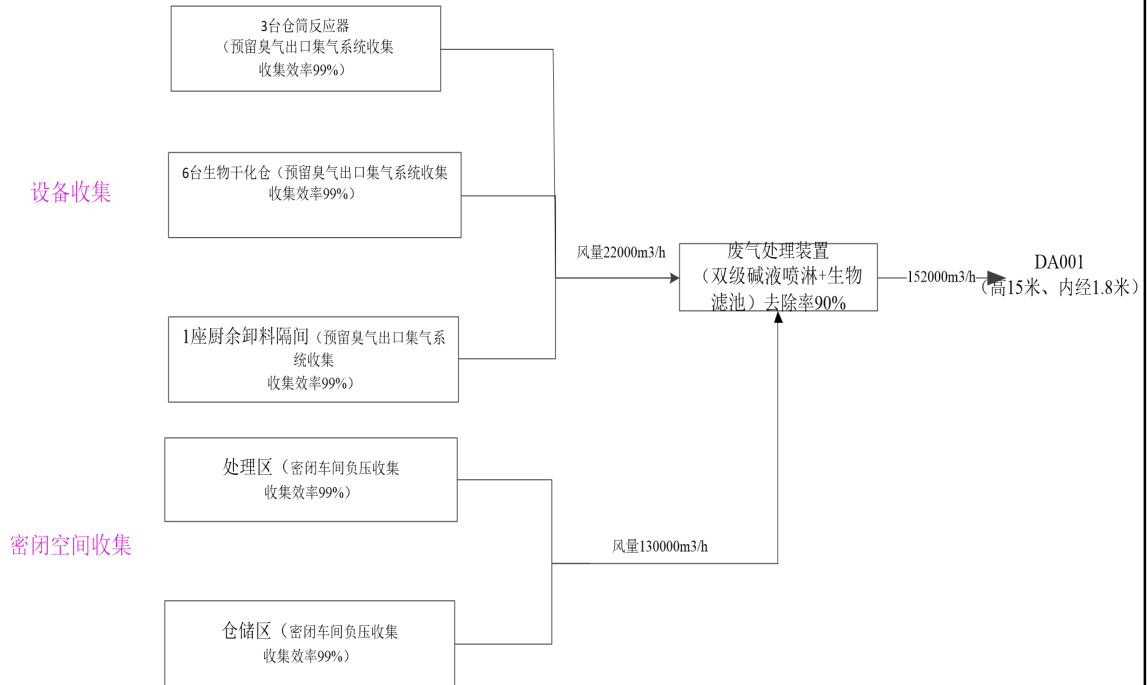 3台仓筒反应器
（预留臭气出口集气系统收集
收集效率99%）
设备收集
6台生物干化仓（预留臭气出口集气系统收集
收集效率99%）
风量22000m3/h
废气处理装置
（双级碱液喷淋+生物
滤池）去除率90%
152000m3/h
DA001
（高15米、内经1.8米）
1座厨余卸料隔间（预留臭气出口集气系
统收集
收集效率99%）
处理区（密闭车间负压收集
收集效率99%）
密闭空间收集
风量130000m3/h
仓储区（密闭车间负压收集
收集效率99%）